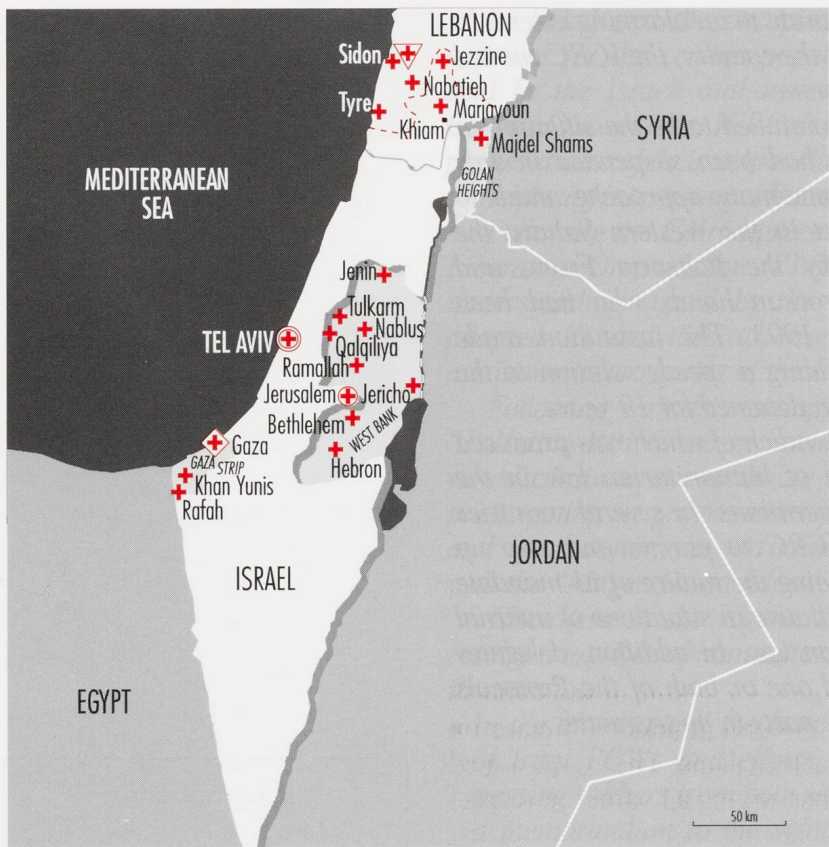 LEBANON
Sidon
Jezzine
Nabatieh
Tyre
Marjayoun
Khiam
SYRIA
Majdel Shams
MEDITERRANEAN
SEA
GOLAN
HEIGHTS
Jenin
Tulkarm
Nablus
TEL AVIV
Qalqiliya
Ramallah
Jerusalem
Jericho
Bethlehem
WEST BANK
Gaza
Hebron
GAZA STRIP
Khan Yunis
Rafah
JORDAN
ISRAEL
EGYPT
50 km